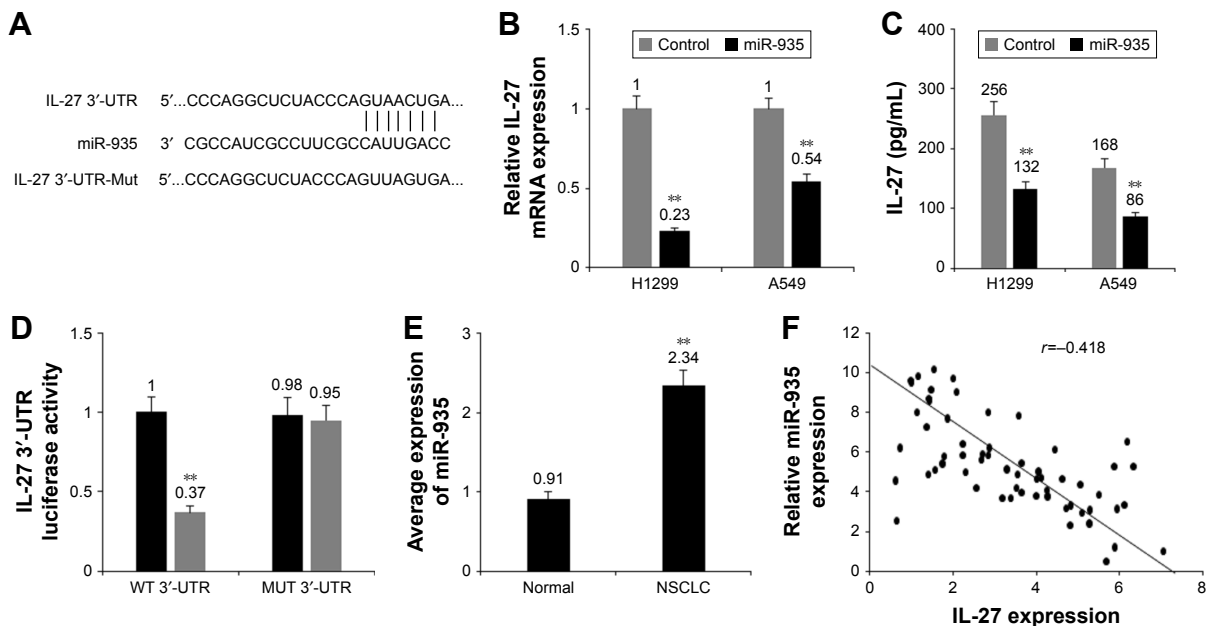 A
IL-27 3′-UTR 5′...CCCAGGCUCUACCCAGUAACUGA...
miR-935 3′ CGCCAUCGCCUUCGCCAUUGACC
IL-27 3′-UTR-Mut 5′...CCCAGGCUCUACCCAGUUAGUGA...
B
Relative IL-27
mRNA expression
1.5
1
0.5
0
Control miR-935
1
**
0.23
1
**
0.54
H1299 A549
C
IL-27 (pg/mL)
400
300
200
100
0
Control miR-935
256
**
132
168
**
86
H1299 A549
D
IL-27 3′-UTR
luciferase activity
1.5
1
0.5
0
1
**
0.37
0.98
0.95
WT 3′-UTR MUT 3′-UTR
E
Average expression
of miR-935
3
2
1
0
0.91
**
2.34
Normal NSCLC
F
Relative miR-935
expression
12
10
8
6
4
2
0
r=–0.418
0 2 4 6 8
IL-27 expression